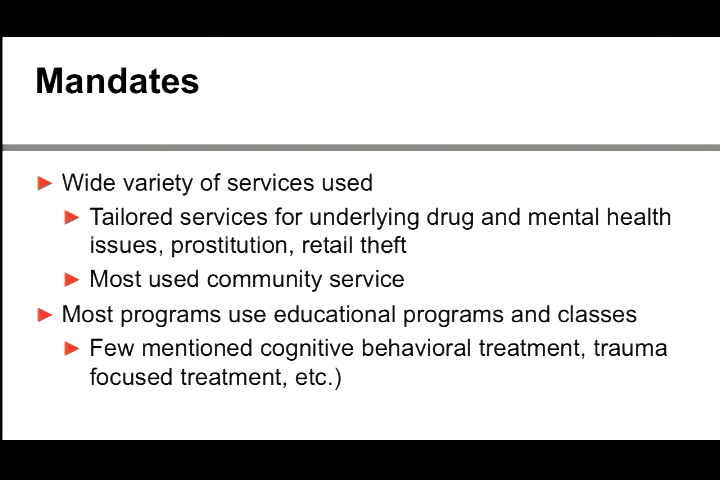 Mandates
Wide variety of services used
Tailored services for underlying drug and mental health
issues, prostitution, retail theft
Most used community service
Most programs use educational programs and classes
Few mentioned cognitive behavioral treatment, trauma
focused treatment, etc.)